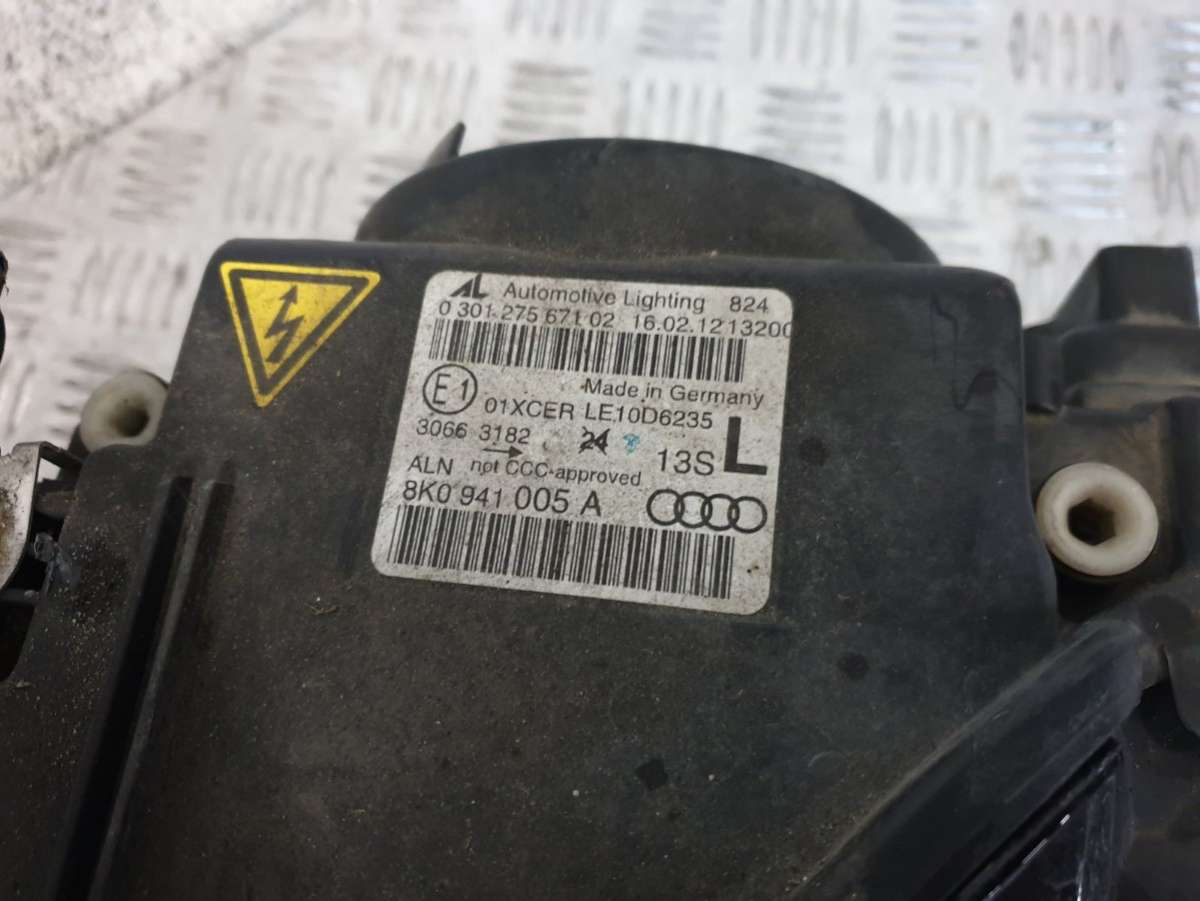 AL Automotive Lighting 824
0 301 275 671 02 16.02.12 13200
Made in Germany
E1 01XCER LE10D6235
3066 3182 24 13S L
ALN not CCC-approved
8K0 941 005 A